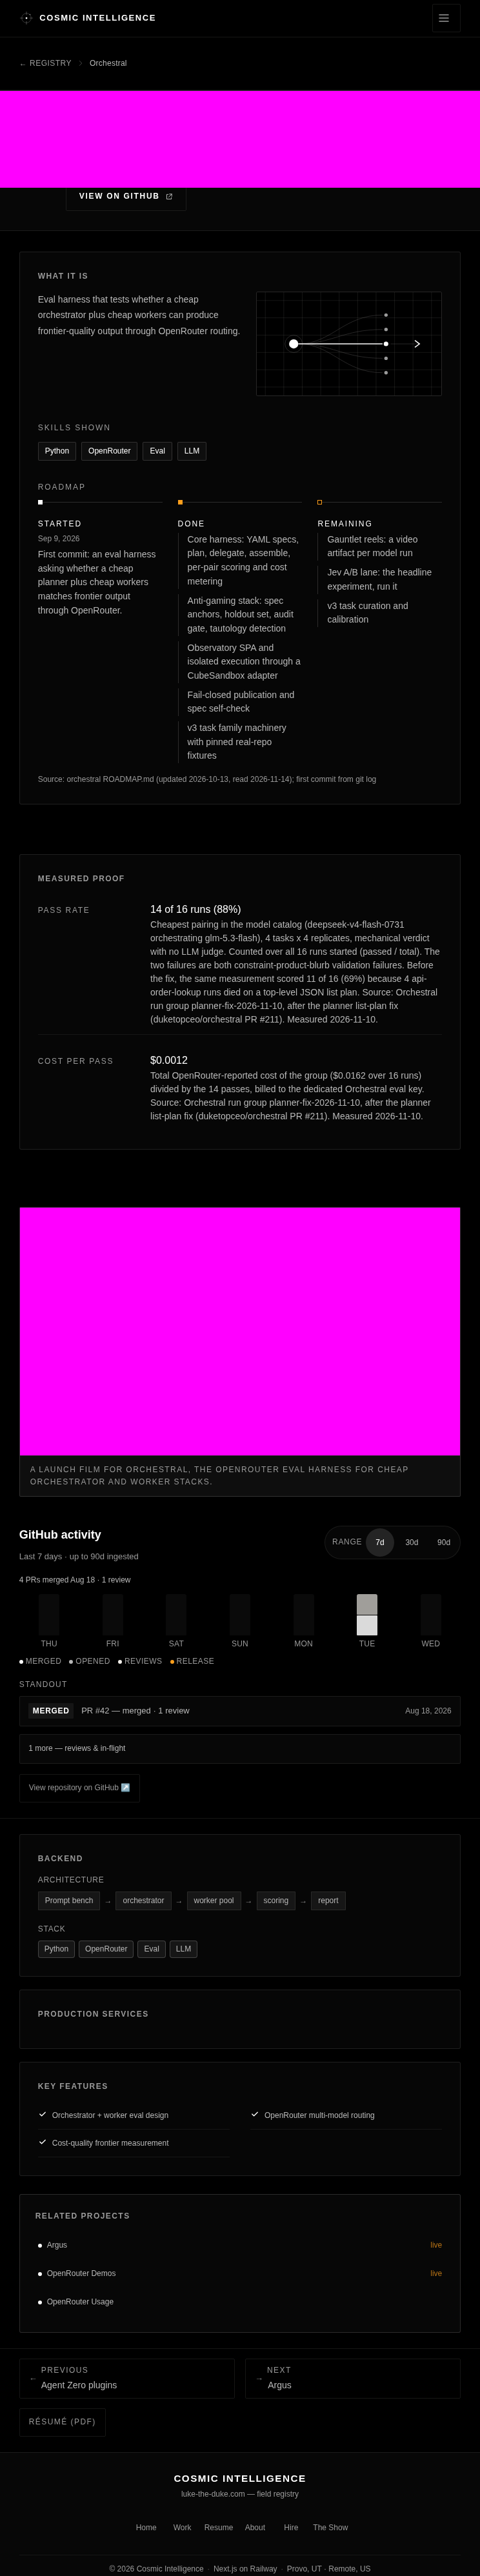 COSMIC INTELLIGENCE
← REGISTRY › Orchestral
VIEW ON GITHUB
WHAT IT IS
Eval harness that tests whether a cheap
orchestrator plus cheap workers can produce
frontier-quality output through OpenRouter routing.
SKILLS SHOWN
Python OpenRouter Eval LLM
ROADMAP
STARTED
Sep 9, 2026
First commit: an eval harness
asking whether a cheap
planner plus cheap workers
matches frontier output
through OpenRouter.
DONE
Core harness: YAML specs,
plan, delegate, assemble,
per-pair scoring and cost
metering
Anti-gaming stack: spec
anchors, holdout set, audit
gate, tautology detection
Observatory SPA and
isolated execution through a
CubeSandbox adapter
Fail-closed publication and
spec self-check
v3 task family machinery
with pinned real-repo
fixtures
REMAINING
Gauntlet reels: a video
artifact per model run
Jev A/B lane: the headline
experiment, run it
v3 task curation and
calibration
Source: orchestral ROADMAP.md (updated 2026-10-13, read 2026-11-14); first commit from git log
MEASURED PROOF
PASS RATE
14 of 16 runs (88%)
Cheapest pairing in the model catalog (deepseek-v4-flash-0731
orchestrating glm-5.3-flash), 4 tasks x 4 replicates, mechanical verdict
with no LLM judge. Counted over all 16 runs started (passed / total). The
two failures are both constraint-product-blurb validation failures. Before
the fix, the same measurement scored 11 of 16 (69%) because 4 api-
order-lookup runs died on a top-level JSON list plan. Source: Orchestral
run group planner-fix-2026-11-10, after the planner list-plan fix
(duketopceo/orchestral PR #211). Measured 2026-11-10.
COST PER PASS
$0.0012
Total OpenRouter-reported cost of the group ($0.0162 over 16 runs)
divided by the 14 passes, billed to the dedicated Orchestral eval key.
Source: Orchestral run group planner-fix-2026-11-10, after the planner
list-plan fix (duketopceo/orchestral PR #211). Measured 2026-11-10.
A LAUNCH FILM FOR ORCHESTRAL, THE OPENROUTER EVAL HARNESS FOR CHEAP
ORCHESTRATOR AND WORKER STACKS.
GitHub activity
RANGE 7d 30d 90d
Last 7 days · up to 90d ingested
4 PRs merged Aug 18 · 1 review
THU FRI SAT SUN MON TUE WED
MERGED OPENED REVIEWS RELEASE
STANDOUT
MERGED PR #42 — merged · 1 review Aug 18, 2026
1 more — reviews & in-flight
View repository on GitHub ↗
BACKEND
ARCHITECTURE
Prompt bench → orchestrator → worker pool → scoring → report
STACK
Python OpenRouter Eval LLM
PRODUCTION SERVICES
KEY FEATURES
Orchestrator + worker eval design
OpenRouter multi-model routing
Cost-quality frontier measurement
RELATED PROJECTS
Argus live
OpenRouter Demos live
OpenRouter Usage
← PREVIOUS
Agent Zero plugins
→ NEXT
Argus
RÉSUMÉ (PDF)
COSMIC INTELLIGENCE
luke-the-duke.com — field registry
Home Work Resume About Hire The Show
© 2026 Cosmic Intelligence · Next.js on Railway · Provo, UT · Remote, US